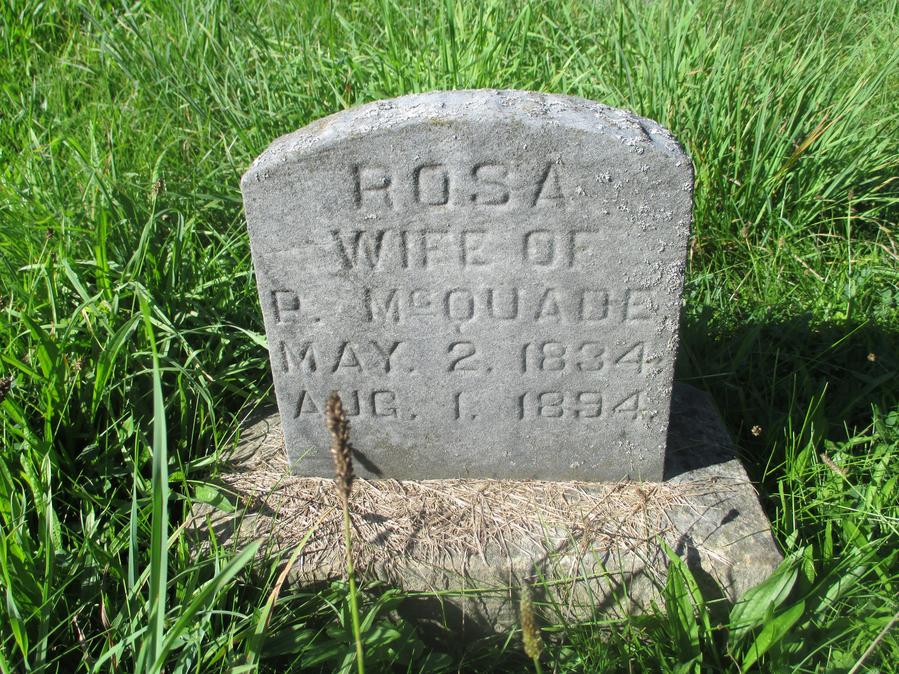 ROSA
WIFE OF
P. McQUADE
MAY. 2. 1834.
AUG. 1. 1894.